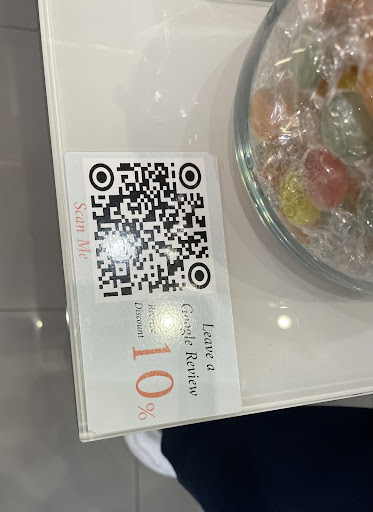 Scan Me
Leave a
Google Review
Receive
Discount
10%